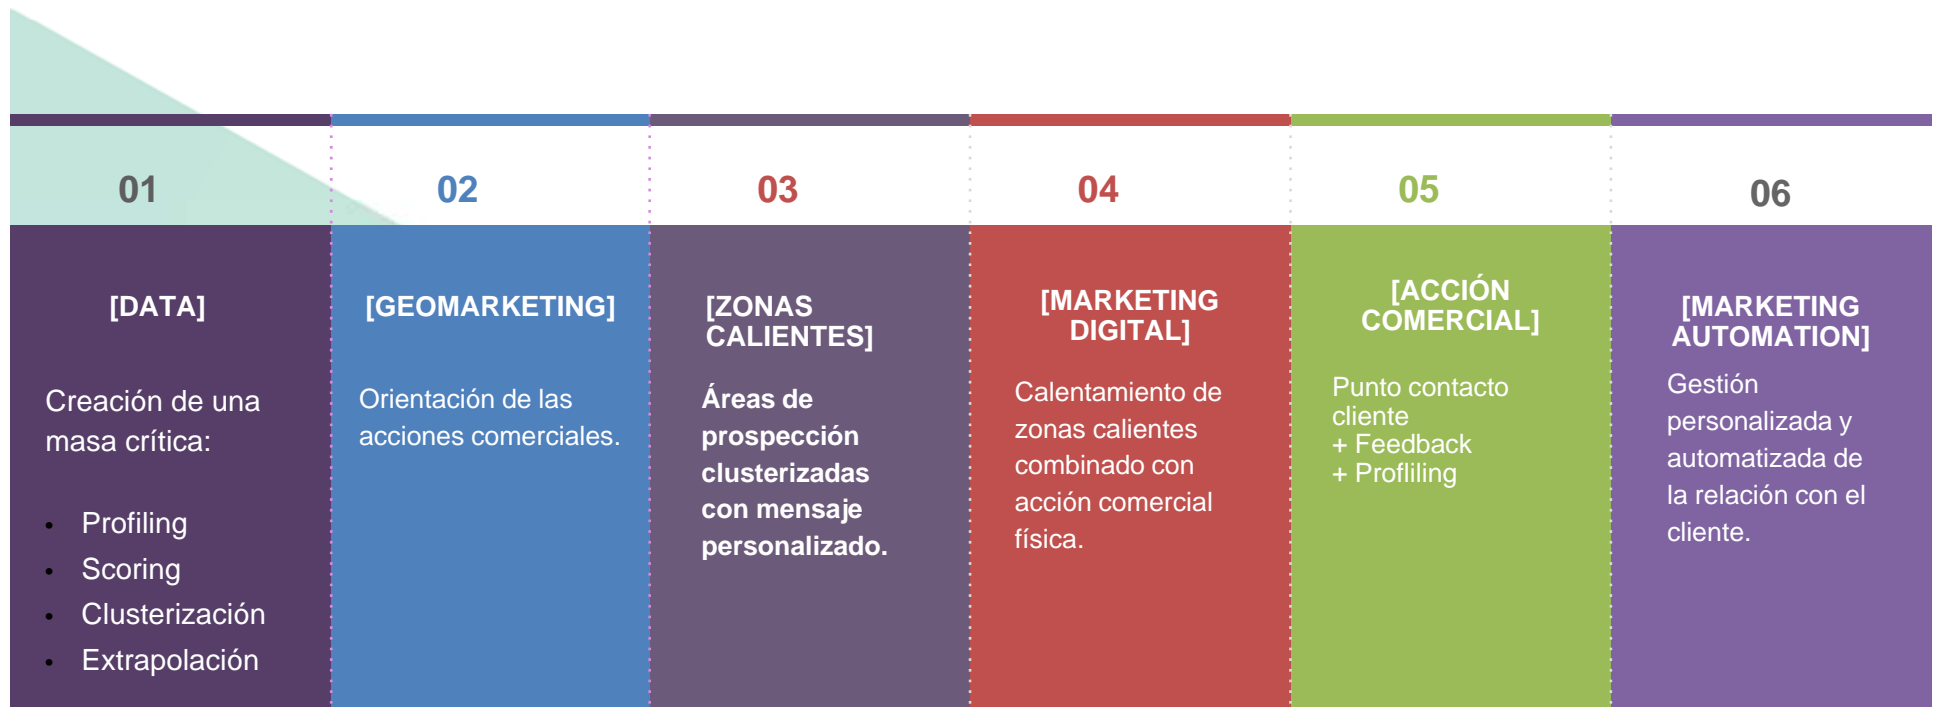 01
[DATA]
Creación de una
masa crítica:
• Profiling
• Scoring
• Clusterización
• Extrapolación
02
[GEOMARKETING]
Orientación de las
acciones comerciales.
03
[ZONAS
CALIENTES]
Áreas de
prospección
clusterizadas
con mensaje
personalizado.
04
[MARKETING
DIGITAL]
Calentamiento de
zonas calientes
combinado con
acción comercial
física.
05
[ACCIÓN
COMERCIAL]
Punto contacto
cliente
+ Feedback
+ Profliling
06
[MARKETING
AUTOMATION]
Gestión
personalizada y
automatizada de
la relación con el
cliente.